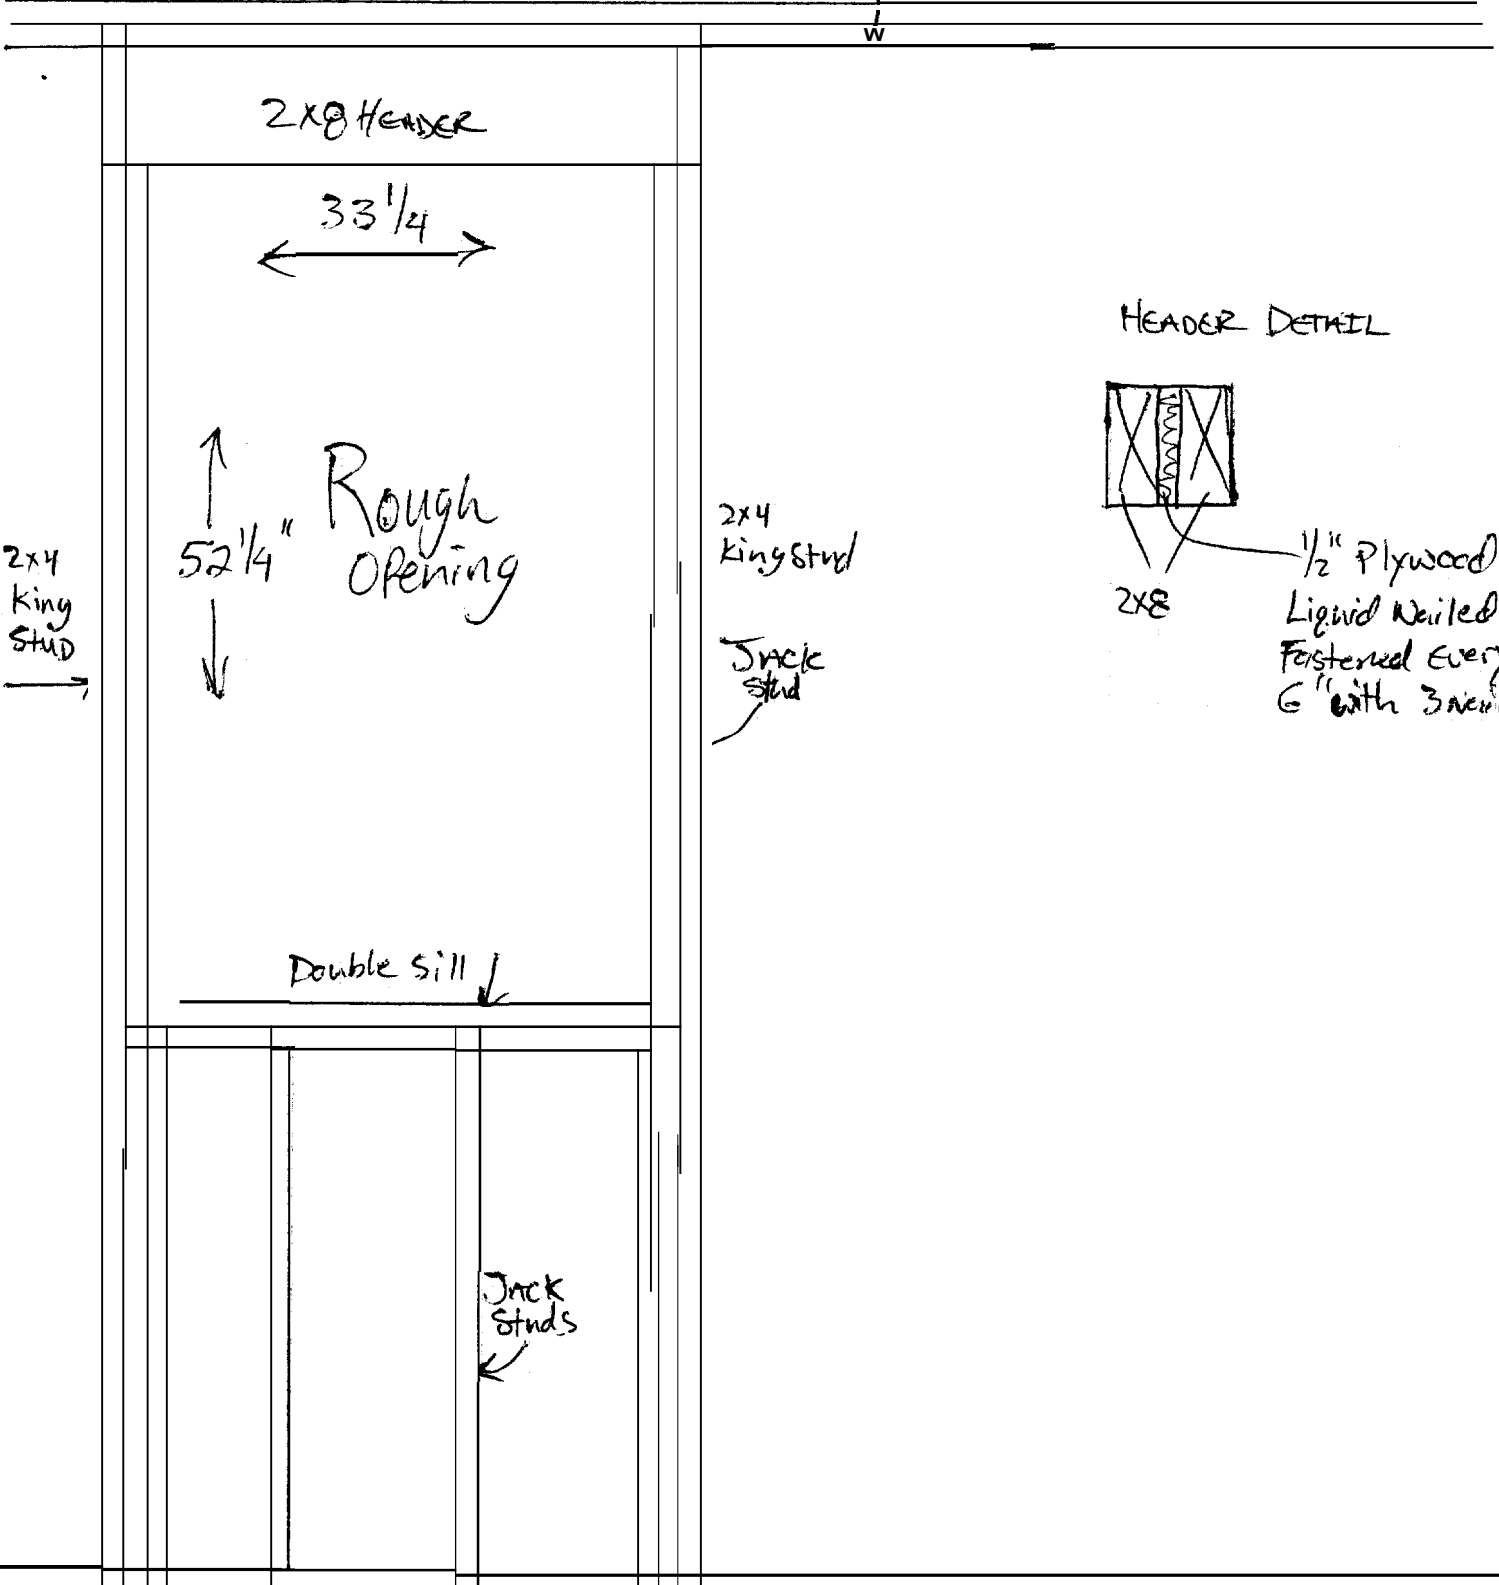 W
2x8 HEADER
33 1/4
HEADER DETAIL
52 1/4"
Rough
Opening
2x4
King
Stud
2x4
King Stud
Jack
Stud
2x8
1/2" Plywood
Liquid Nailed
Fastened Every
6" with 3
Double Sill
Jack
Studs